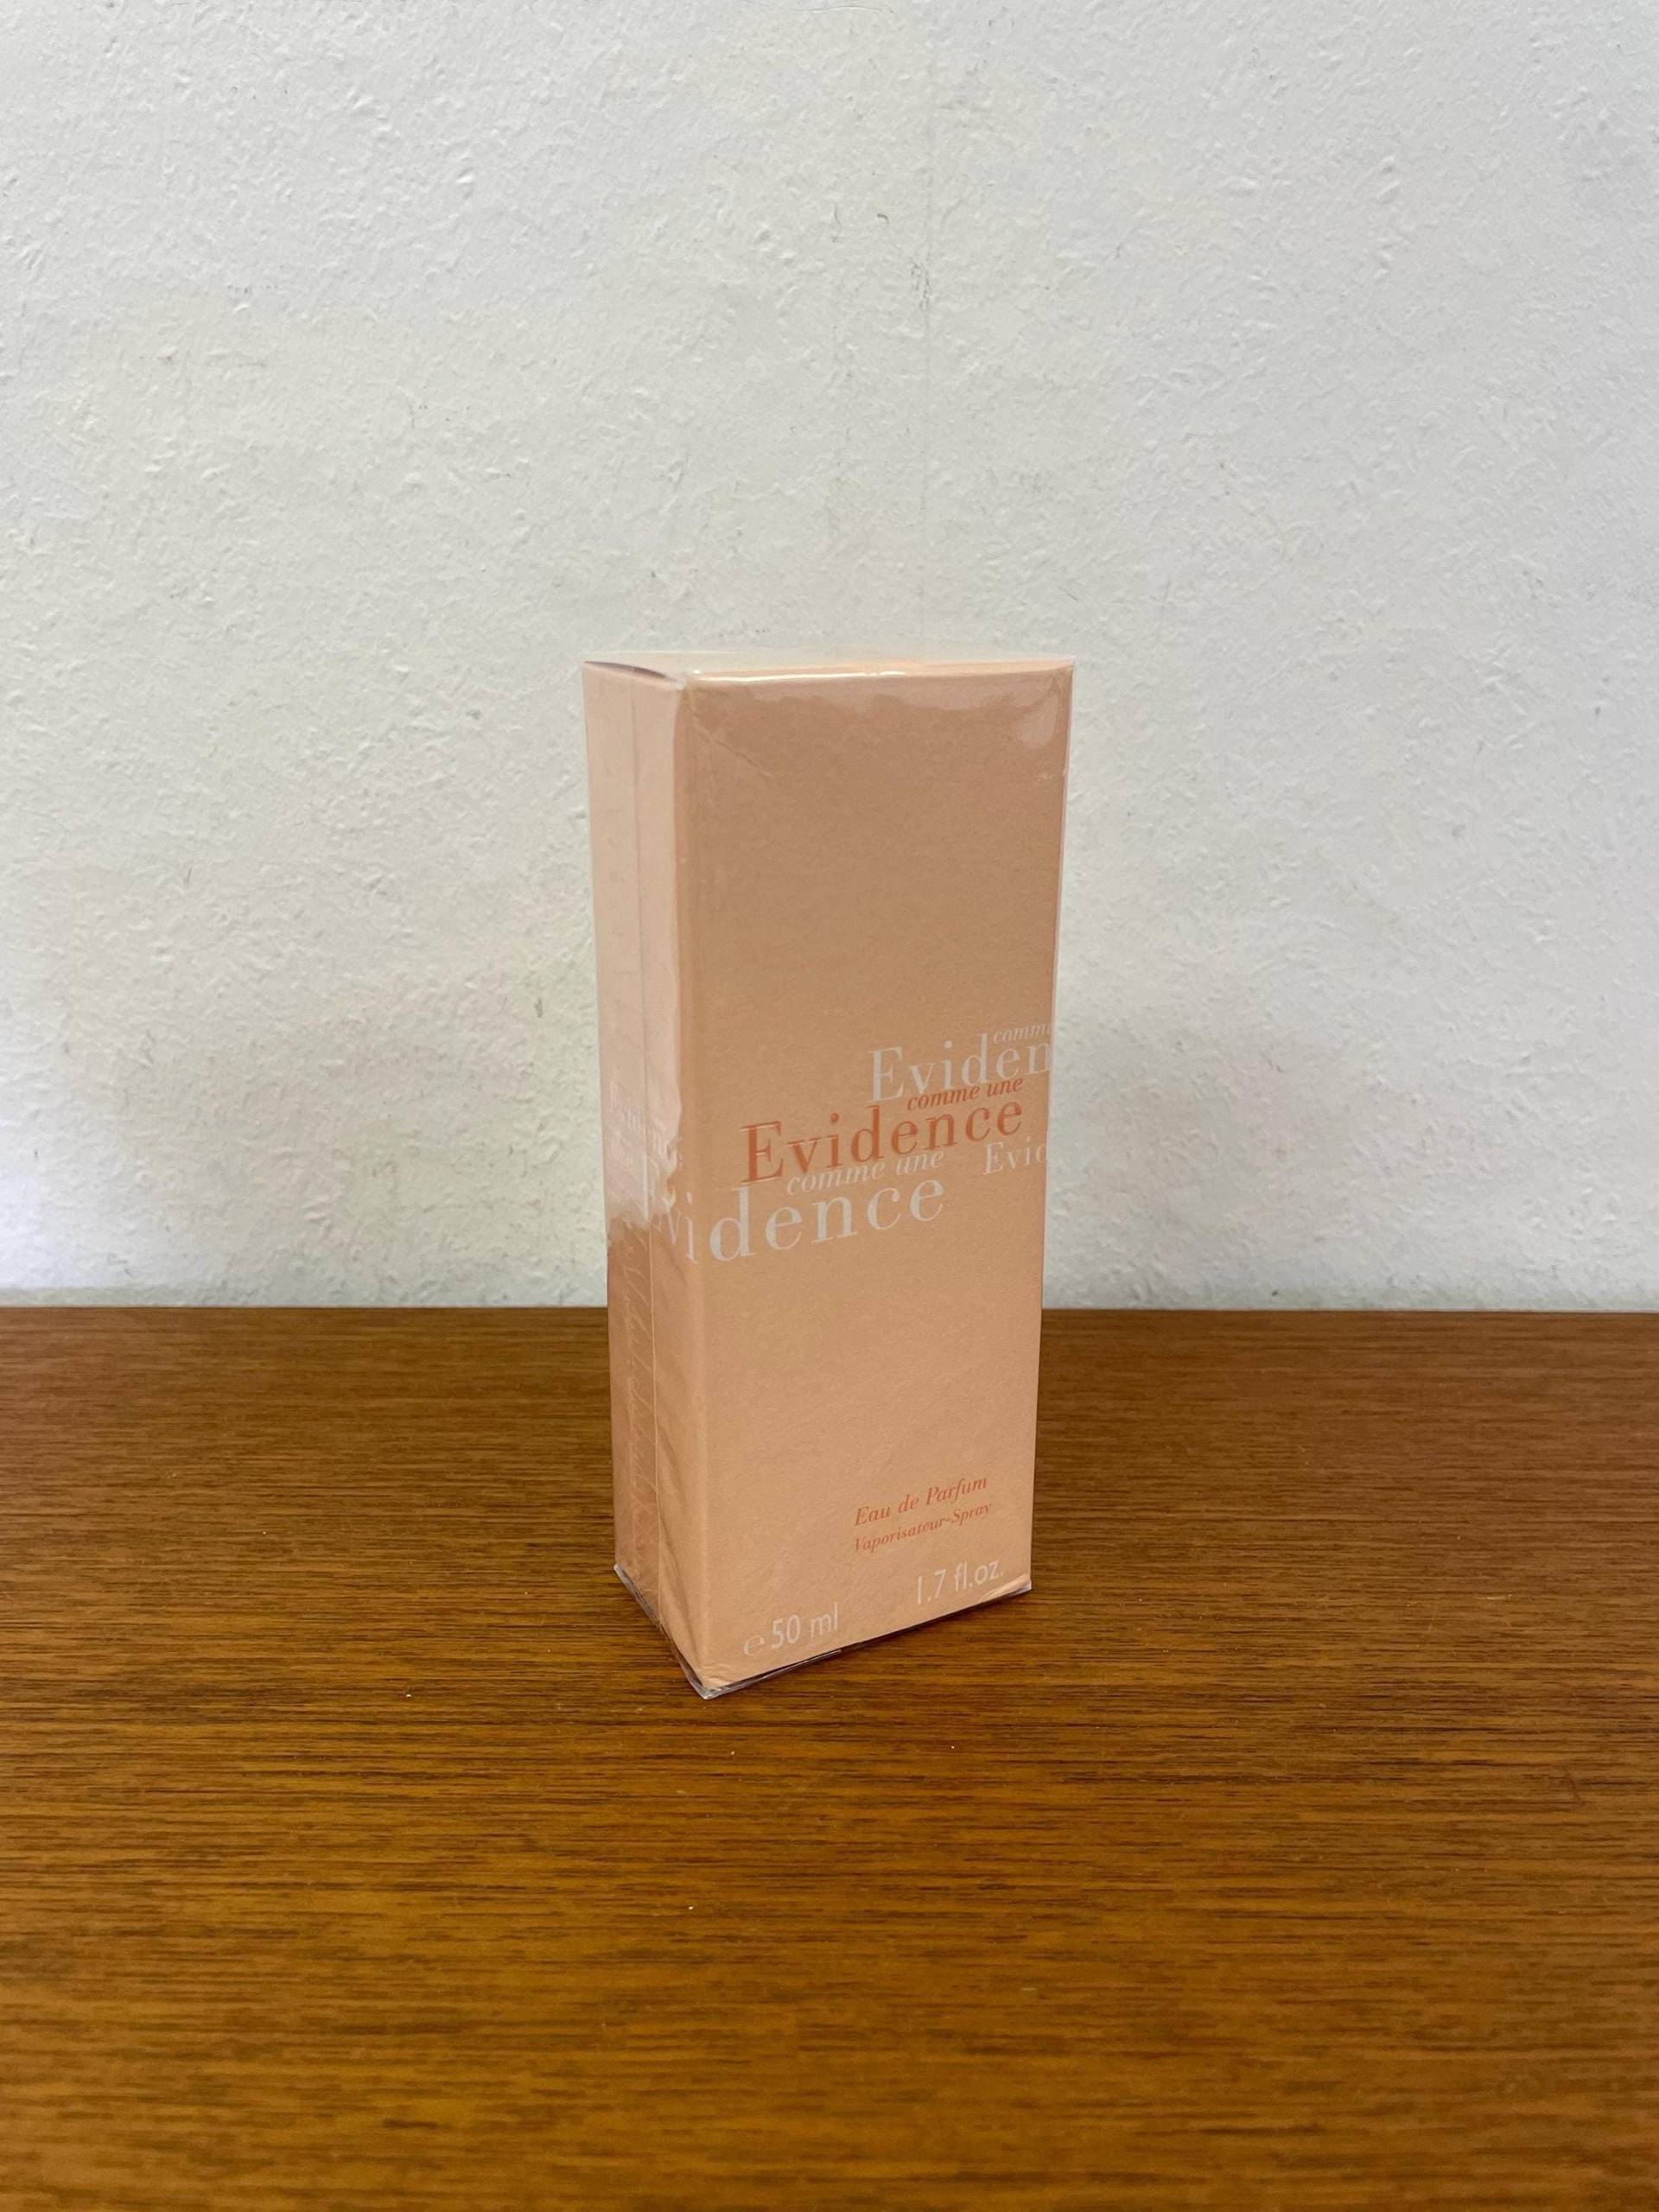 comme
Eviden
comme une
Evidence
comme une
Evid
Evidence
Eau de Parfum
Vaporisateur-Spray
1.7 fl.oz.
e 50 ml